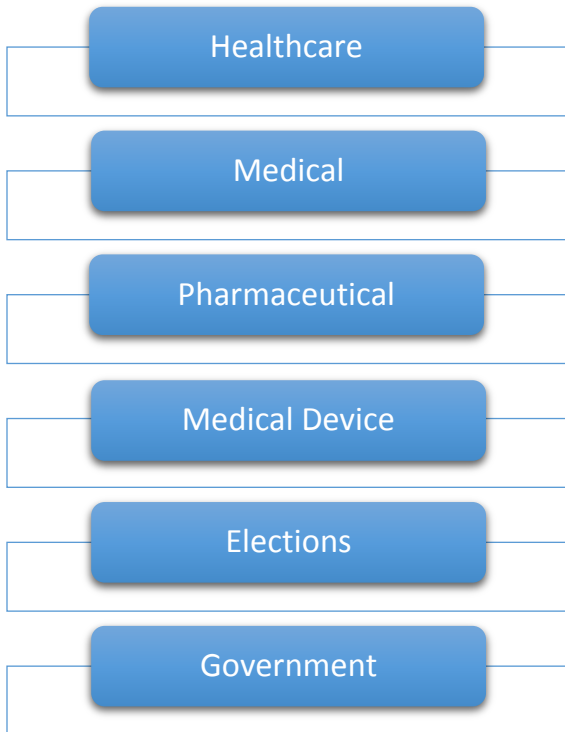 Healthcare
Medical
Pharmaceutical
Medical Device
Elections
Government